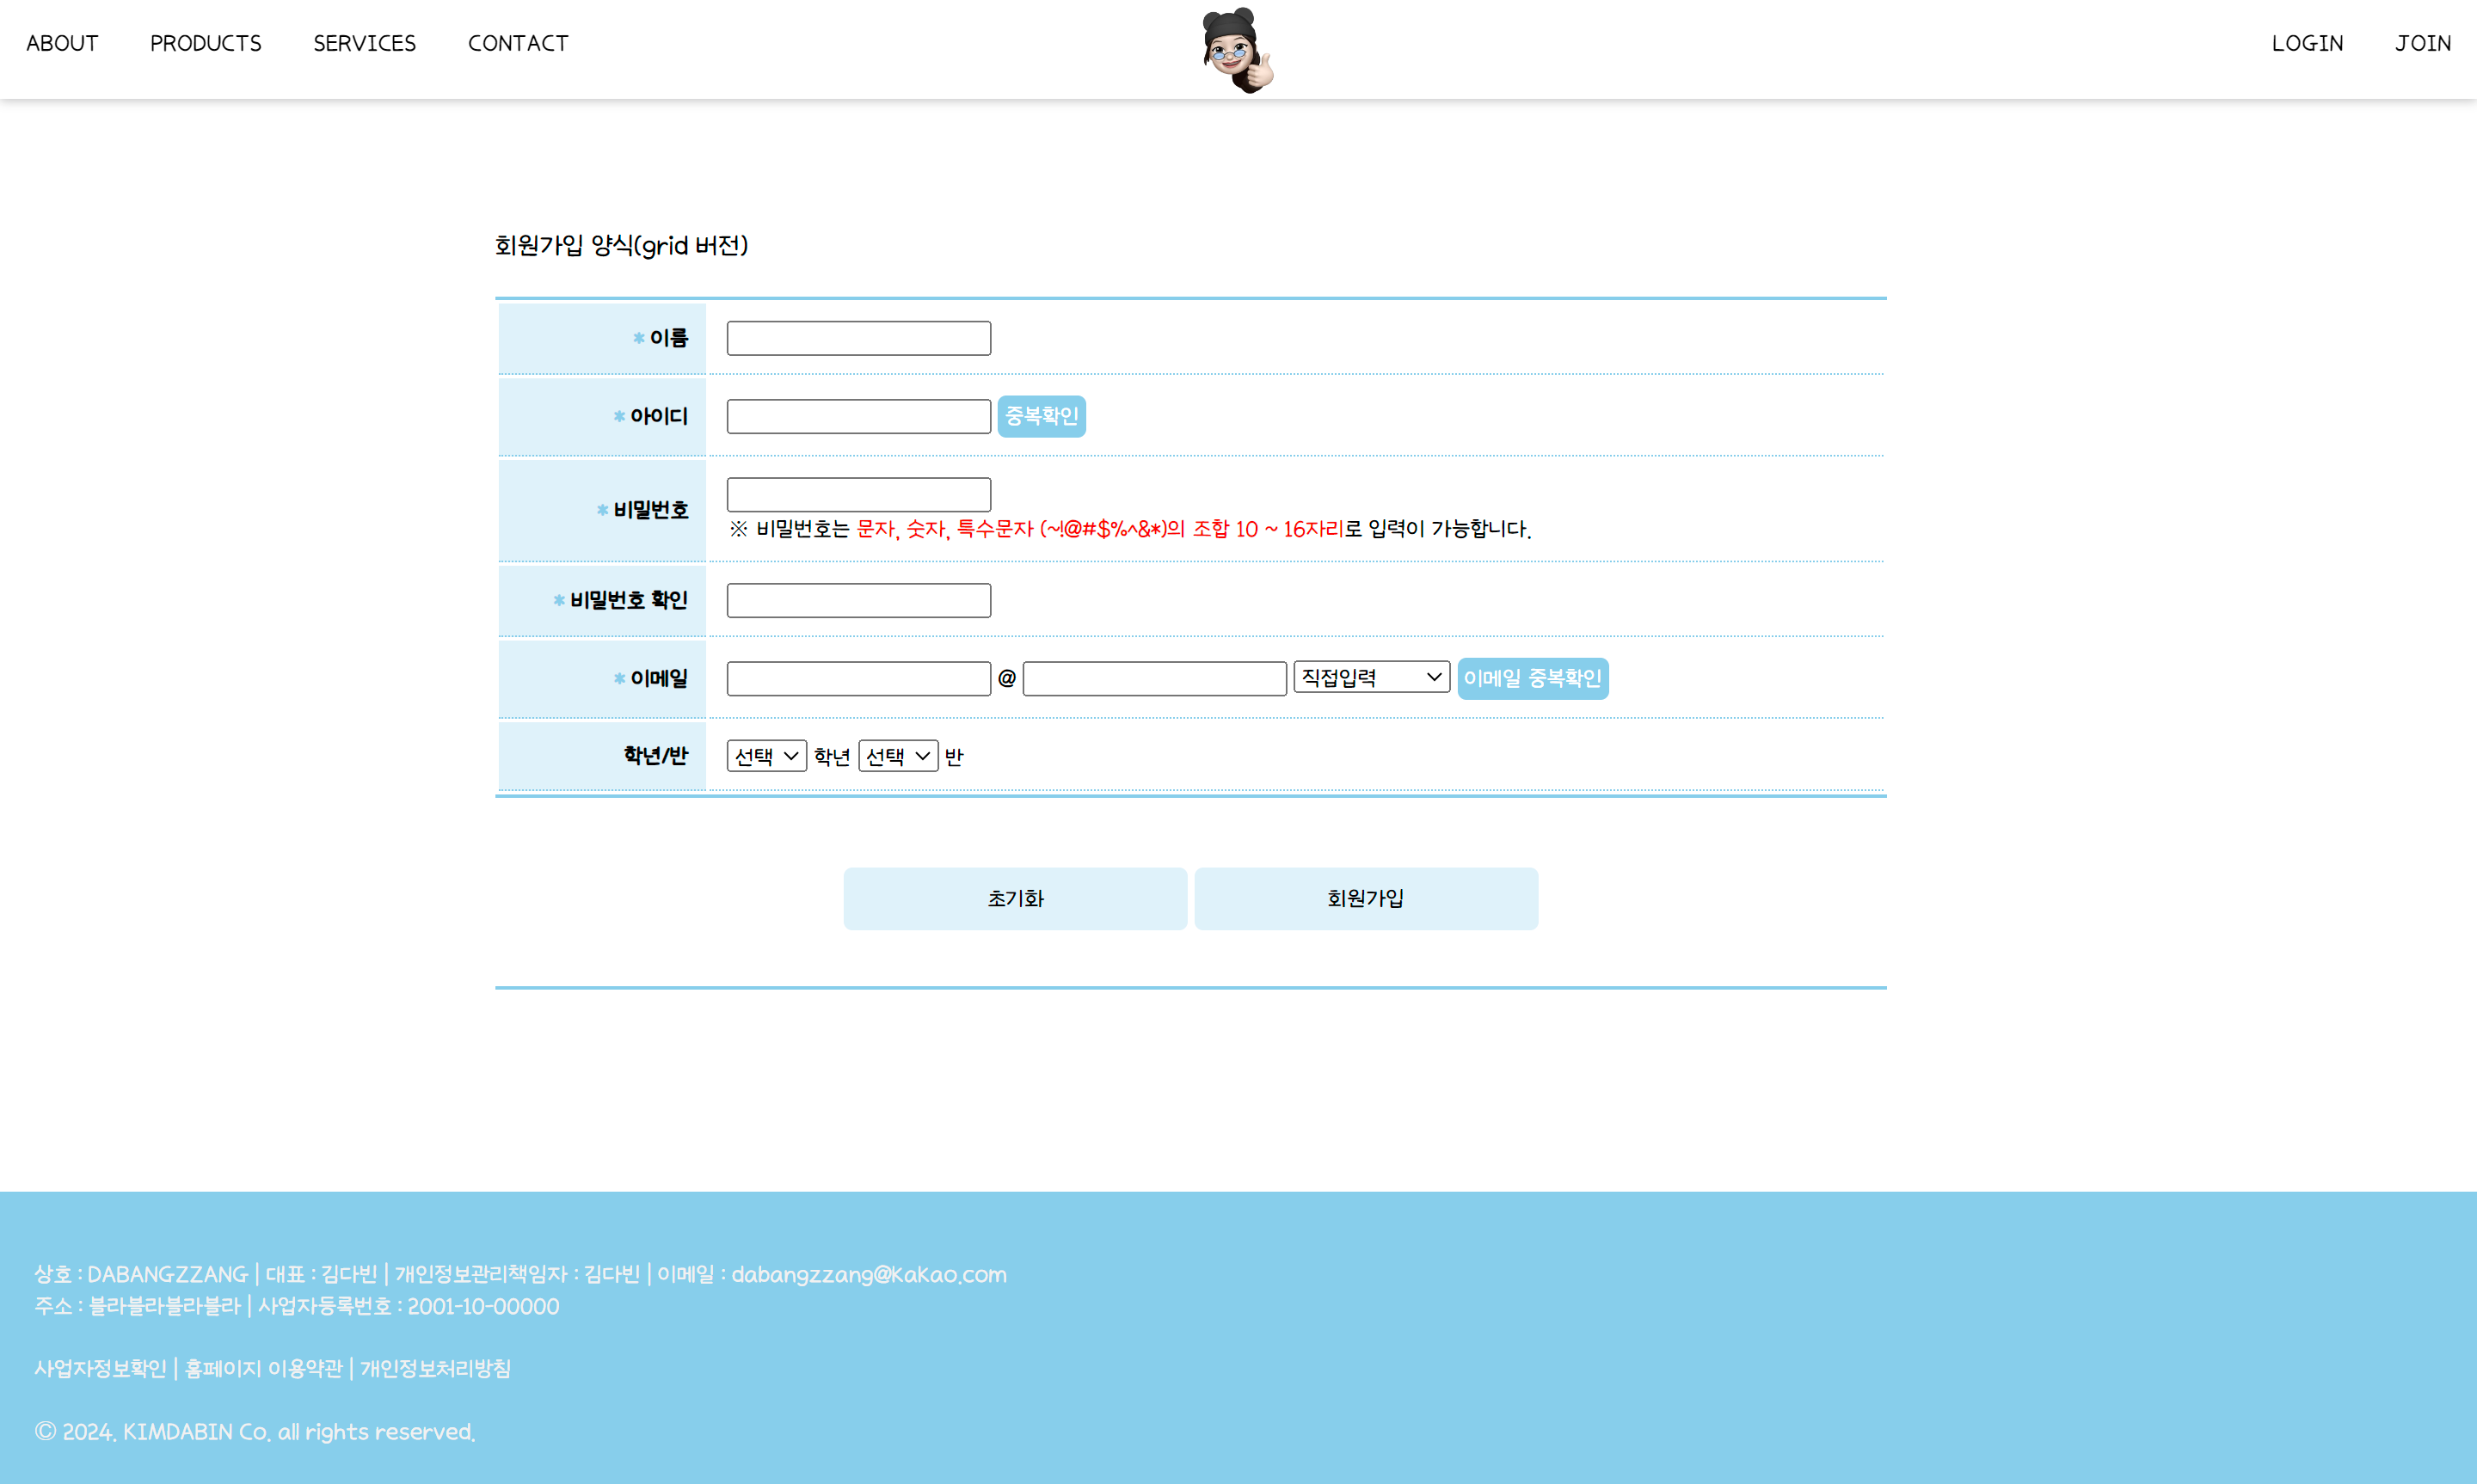 ABOUT PRODUCTS SERVICES CONTACT LOGIN JOIN
회원가입 양식(grid 버전)
* 이름
* 아이디 중복확인
* 비밀번호
※ 비밀번호는 문자, 숫자, 특수문자 (~!@#$%^&*)의 조합 10 ~ 16자리로 입력이 가능합니다.
* 비밀번호 확인
* 이메일 @ 직접입력 이메일 중복확인
학년/반 선택 학년 선택 반
초기화 회원가입
상호 : DABANGZZANG | 대표 : 김다빈 | 개인정보관리책임자 : 김다빈 | 이메일 : dabangzzang@kakao.com
주소 : 블라블라블라블라 | 사업자등록번호 : 2001-10-00000
사업자정보확인 | 홈페이지 이용약관 | 개인정보처리방침
© 2024. KIMDABIN Co. all rights reserved.